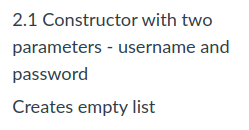 2.1 Constructor with two
parameters - username and
password
Creates empty list